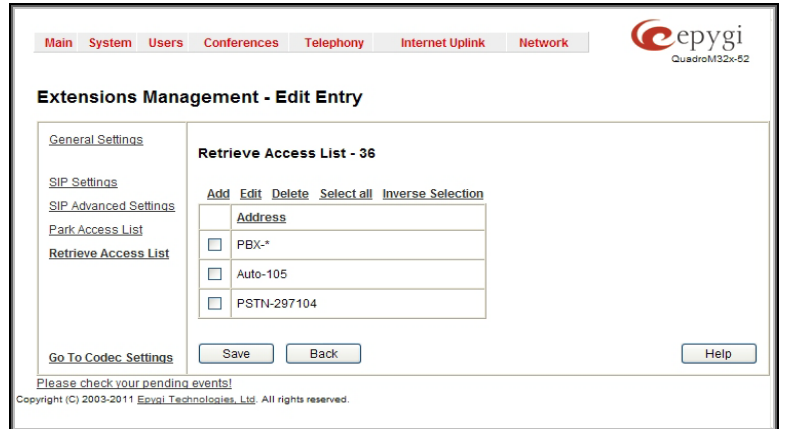 Main System Users Conferences Telephony Internet Uplink Network
epygi
QuadroM32x-52
Extensions Management - Edit Entry
General Settings
SIP Settings
SIP Advanced Settings
Park Access List
Retrieve Access List
Go To Codec Settings
Retrieve Access List - 36
Add Edit Delete Select all Inverse Selection
Address
PBX-*
Auto-105
PSTN-297104
Save Back Help
Please check your pending events!
Copyright (C) 2003-2011 Epygi Technologies, Ltd. All rights reserved.